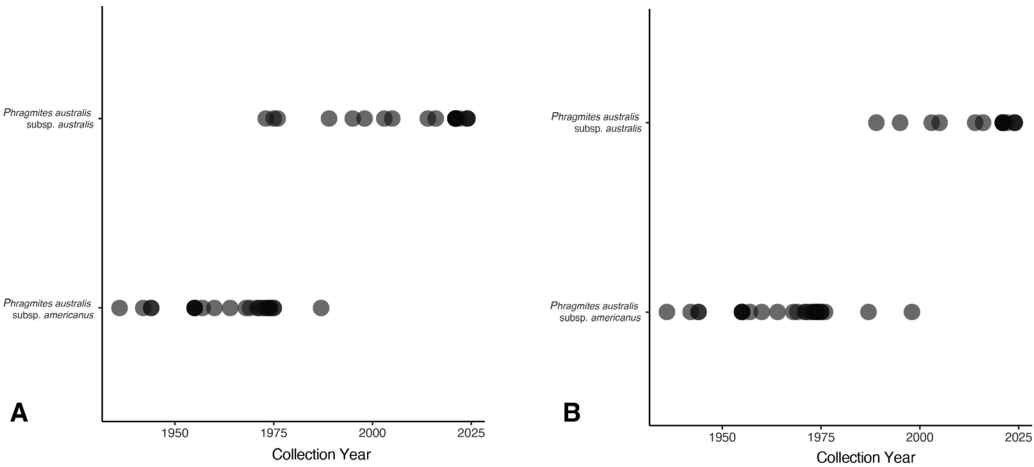 Phragmites australis
subsp. australis
Phragmites australis
subsp. americanus
A
1950 1975 2000 2025
Collection Year
Phragmites australis
subsp. australis
Phragmites australis
subsp. americanus
B
1950 1975 2000 2025
Collection Year